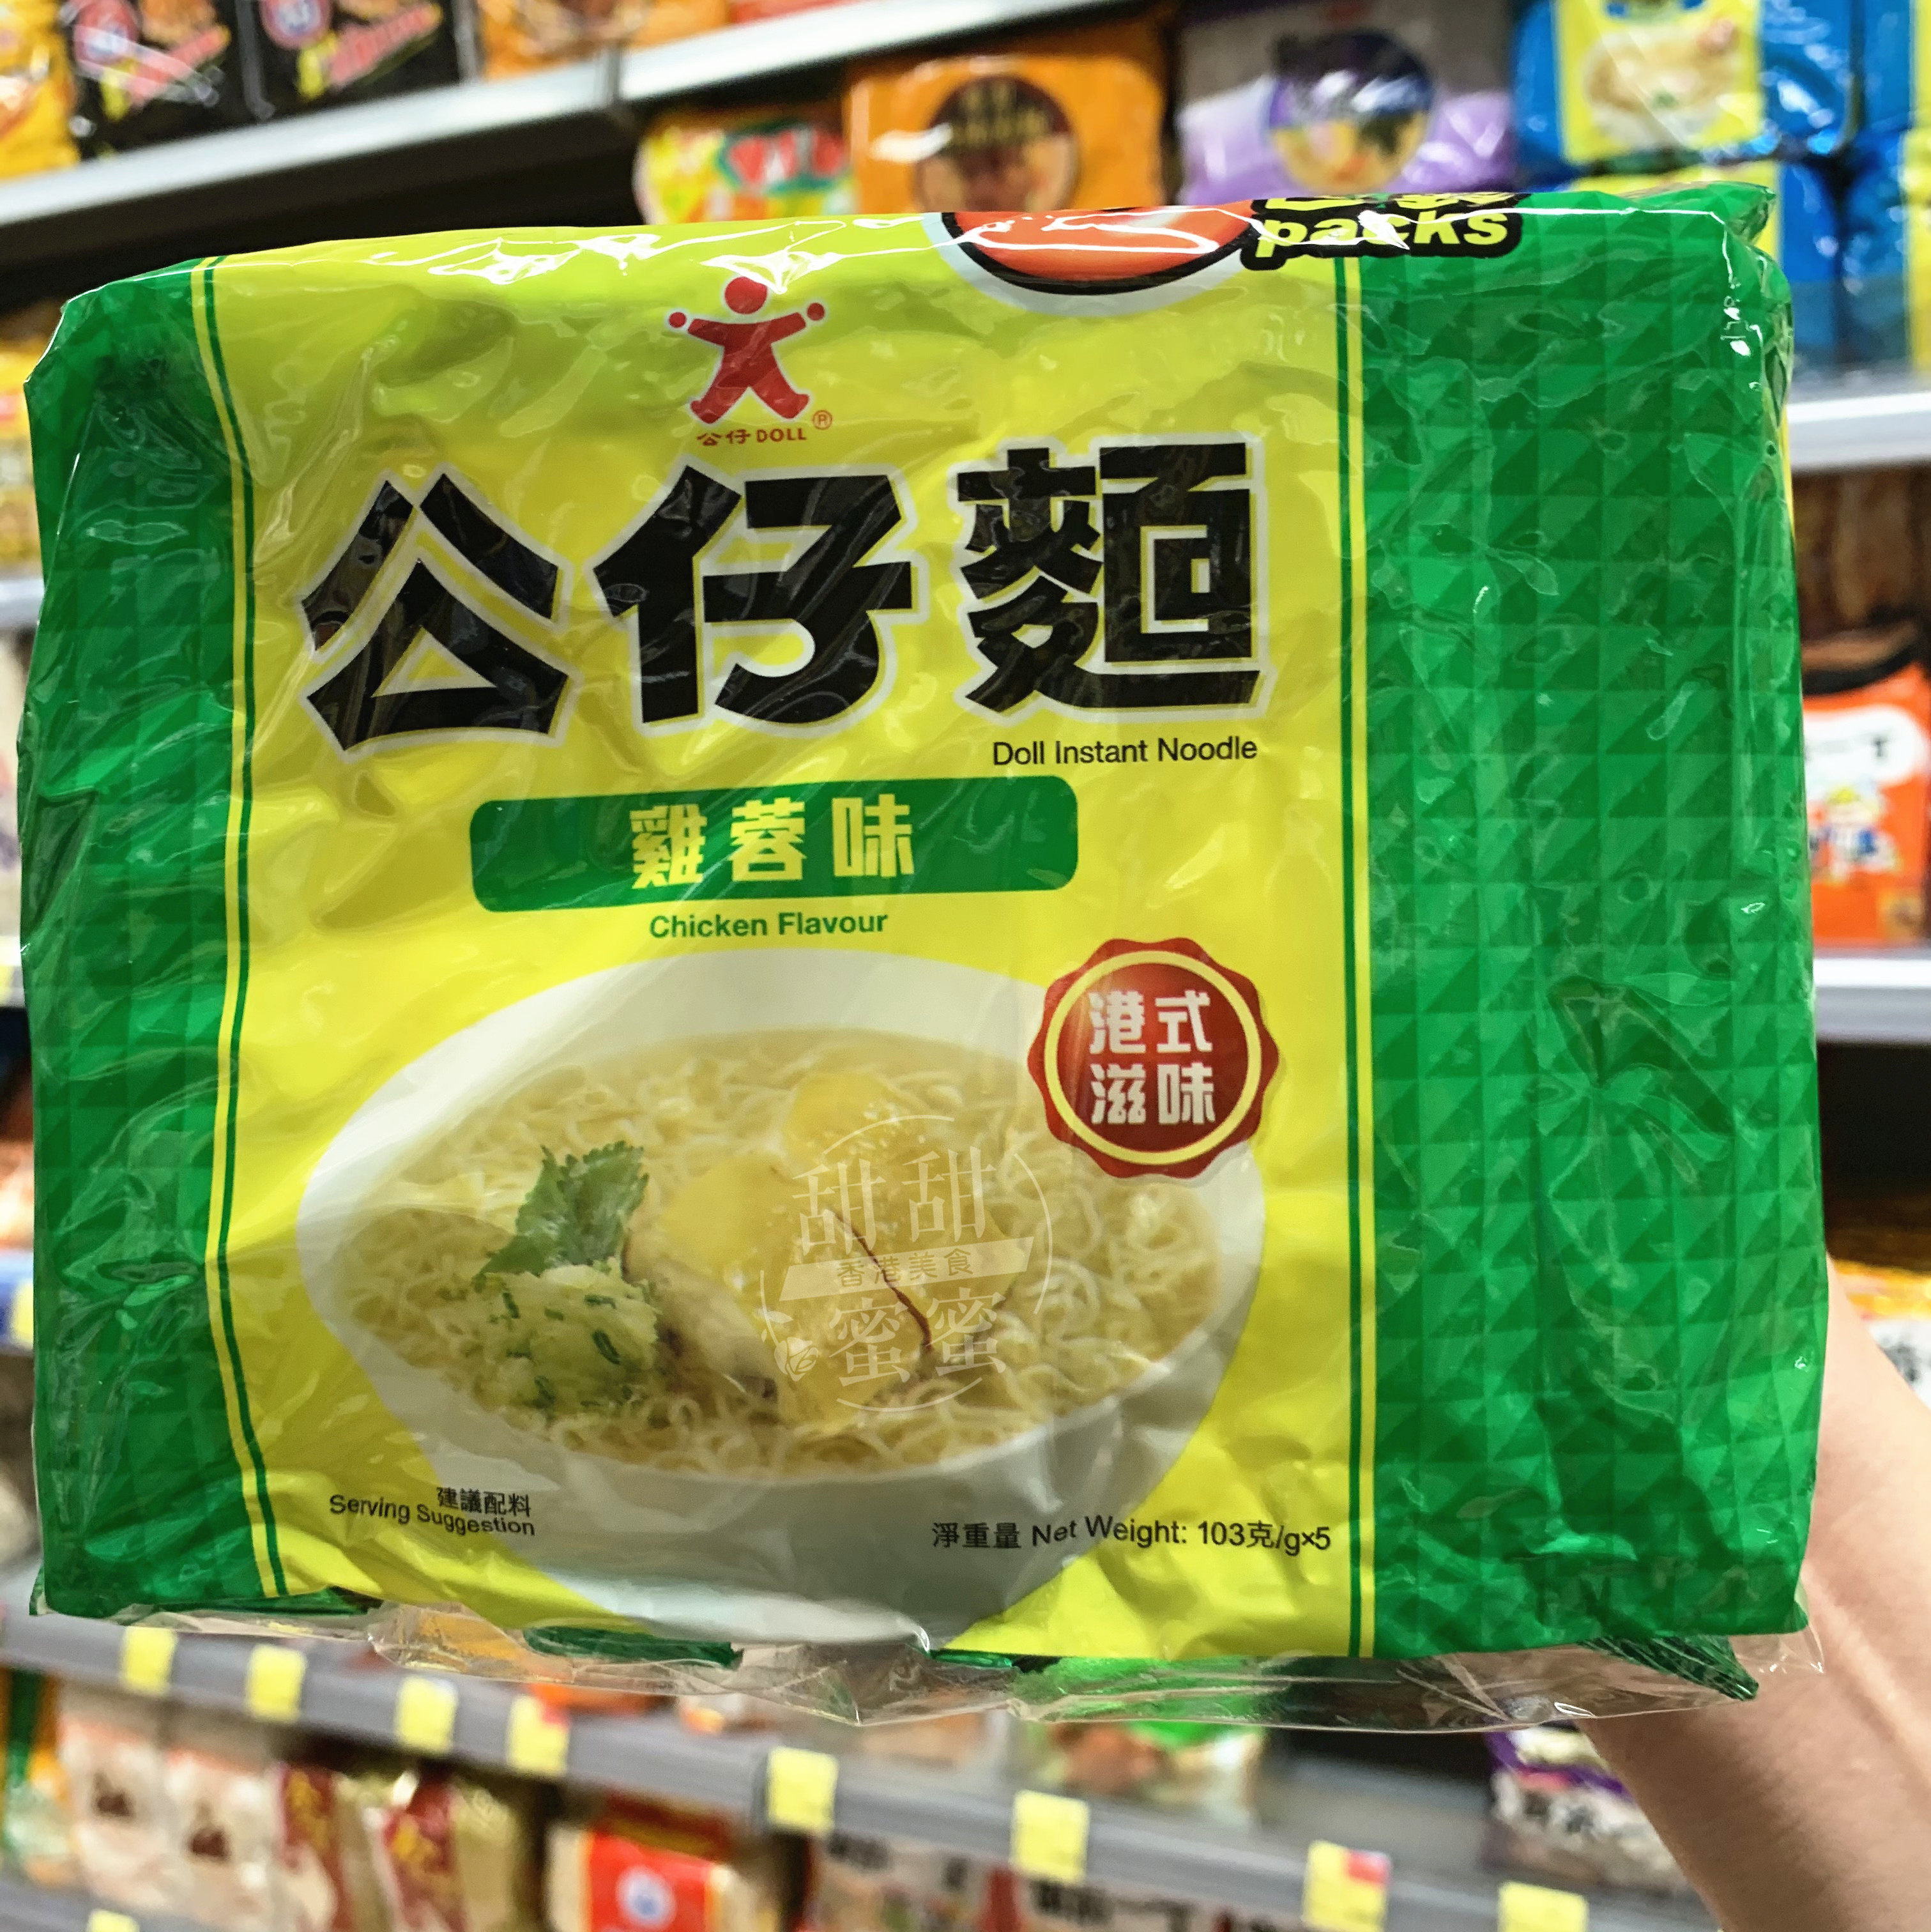 packs
公仔DOLL®
公仔麵
Doll Instant Noodle
雞蓉味
Chicken Flavour
港式
滋味
甜甜
香港美食
蜜蜜
建議配料
Serving Suggestion
淨重量 Net Weight: 103克/g×5